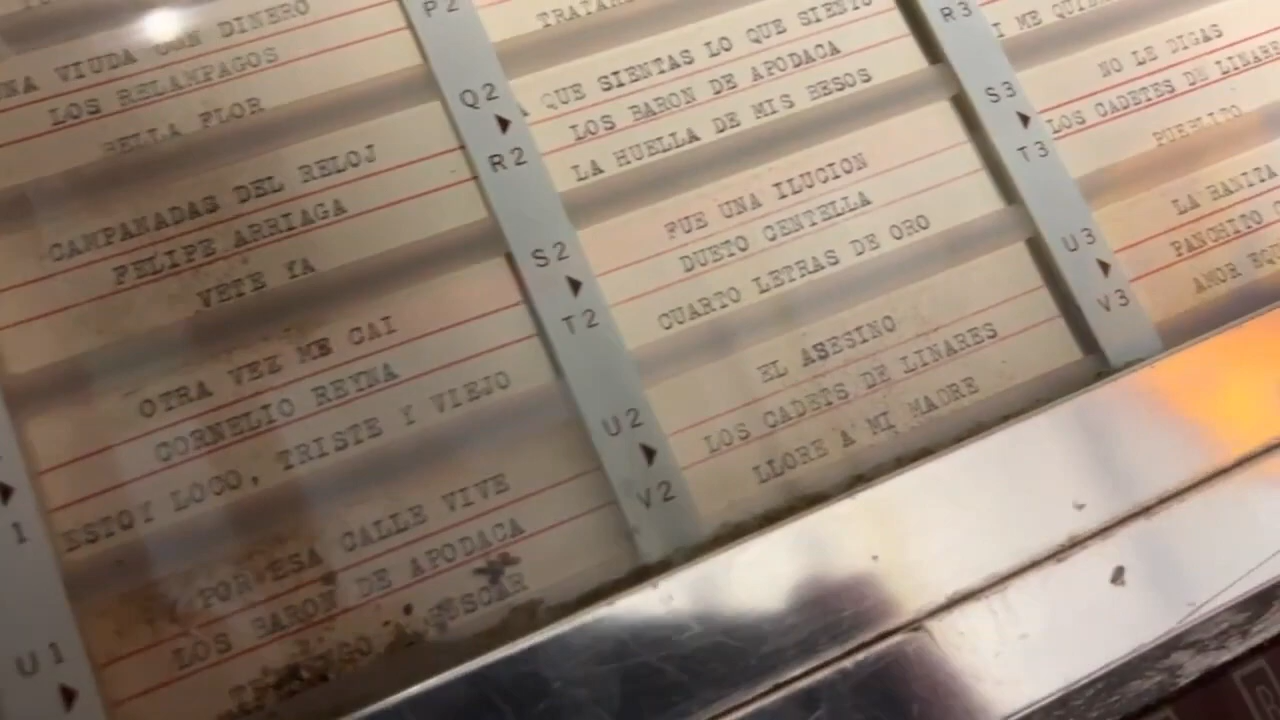 VIUDA CON DINERO
LOS RELAMPAGOS
BELLA FLOR
CAMPANADAS DEL RELOJ
FELIPE ARRIAGA
VETE YA
OTRA VEZ ME CAI
CORNELIO REYNA
ESTOY LOCO, TRISTE Y VIEJO
POR ESA CALLE VIVE
LOS BARON DE APODACA
1
U1
P2
Q2
R2
S2
T2
U2
V2
QUE SIENTAS LO QUE SIENTO
LOS BARON DE APODACA
LA HUELLA DE MIS BESOS
FUE UNA ILUCION
DUETO CENTELLA
CUARTO LETRAS DE ORO
EL ASESINO
LOS CADETS DE LINARES
LLORE A MI MADRE
R3
S3
T3
U3
V3
I ME
NO LE DIGAS
LOS CADETES DE LINARE
PUEBLITO
LA RANITA
PANCHITO
AMOR